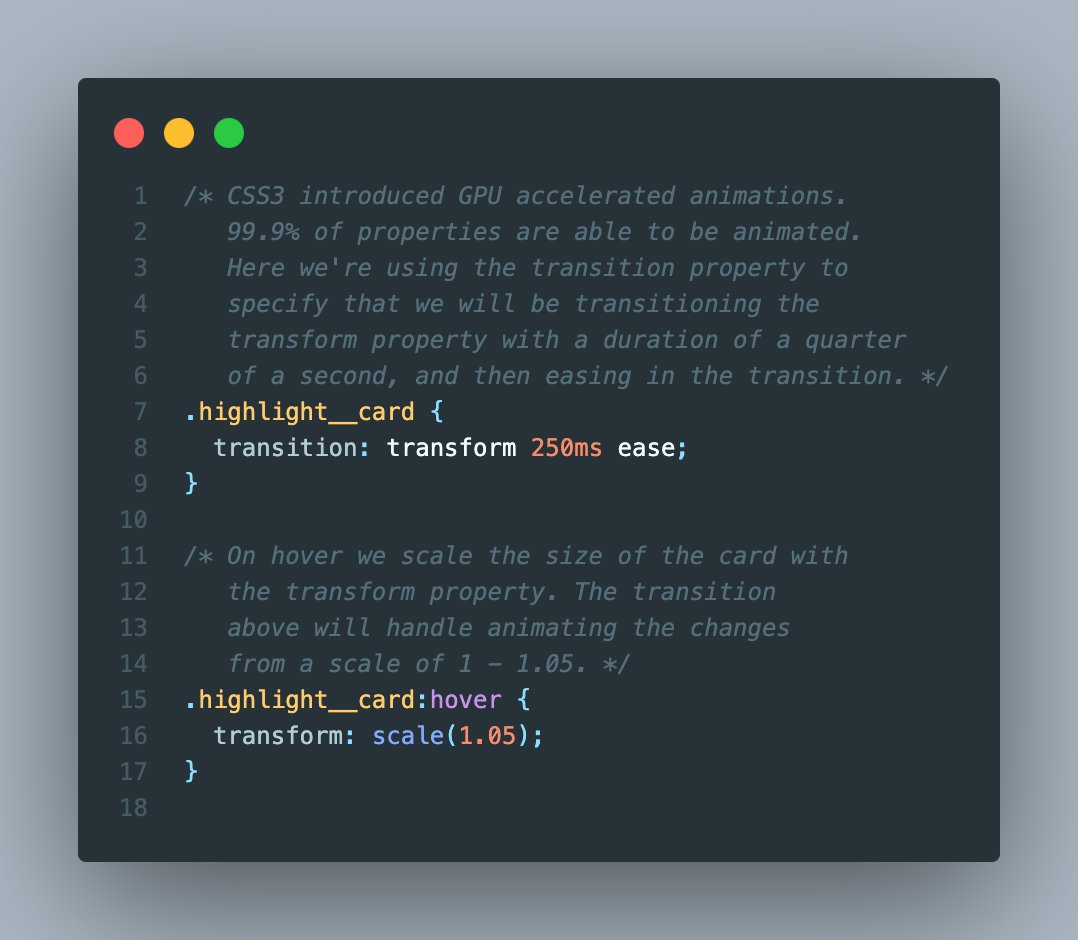 1 /* CSS3 introduced GPU accelerated animations.
2    99.9% of properties are able to be animated.
3    Here we're using the transition property to
4    specify that we will be transitioning the
5    transform property with a duration of a quarter
6    of a second, and then easing in the transition. */
7 .highlight__card {
8   transition: transform 250ms ease;
9 }
10
11 /* On hover we scale the size of the card with
12    the transform property. The transition
13    above will handle animating the changes
14    from a scale of 1 – 1.05. */
15 .highlight__card:hover {
16   transform: scale(1.05);
17 }
18